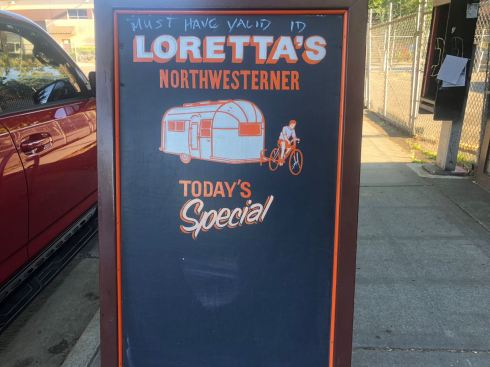 MUST HAVE VALID ID
LORETTA'S
NORTHWESTERNER
TODAY'S
Special